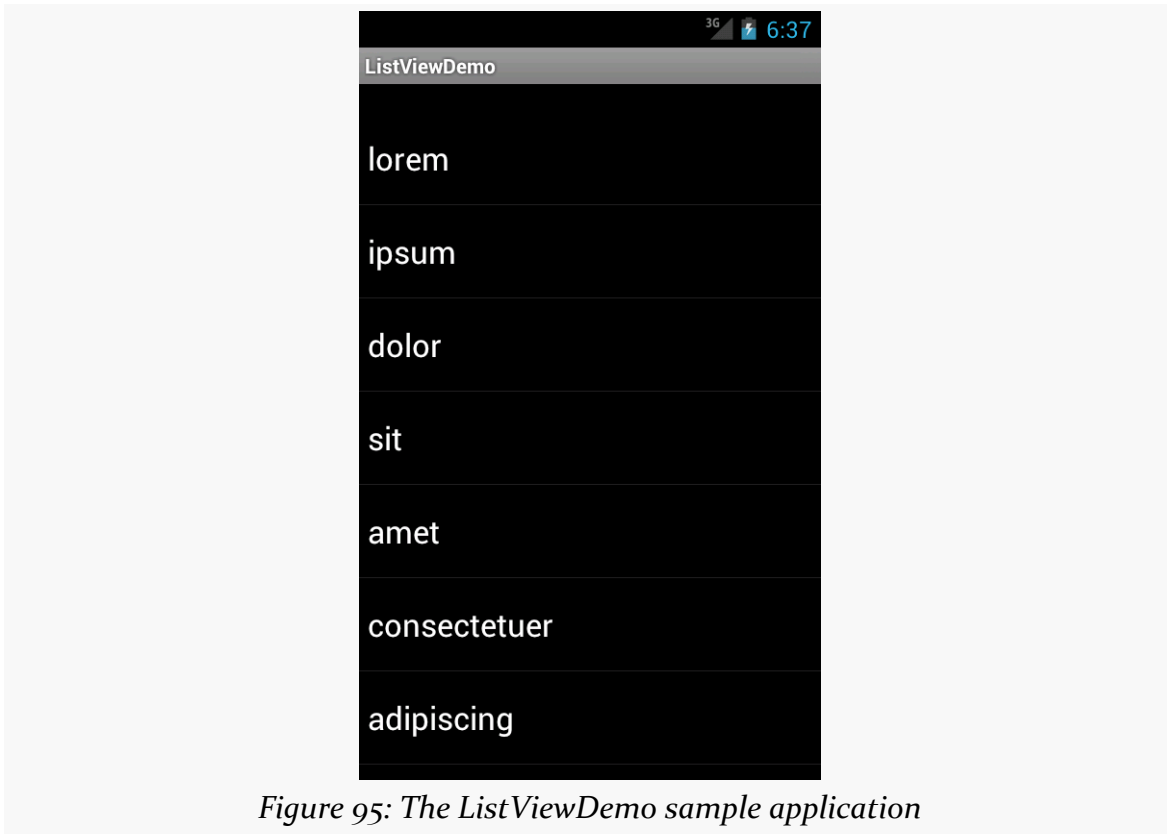 3G 6:37
ListViewDemo
lorem
ipsum
dolor
sit
amet
consectetuer
adipiscing
Figure 95: The ListViewDemo sample application